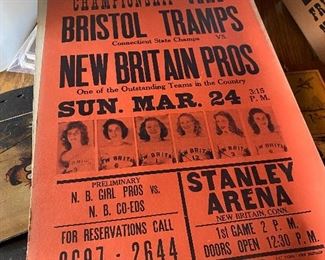 CHAMPIONSHIP
BRISTOL TRAMPS
Connecticut State Champs VS.
NEW BRITAIN PROS
One of the Outstanding Teams in the Country
SUN. MAR. 24 3:15 P. M.
PRELIMINARY
N. B. GIRL PROS VS.
N. B. CO-EDS
FOR RESERVATIONS CALL
2644
STANLEY
ARENA
NEW BRITAIN, CONN.
1st GAME 2 P. M.
DOORS OPEN 12:30 P. M.